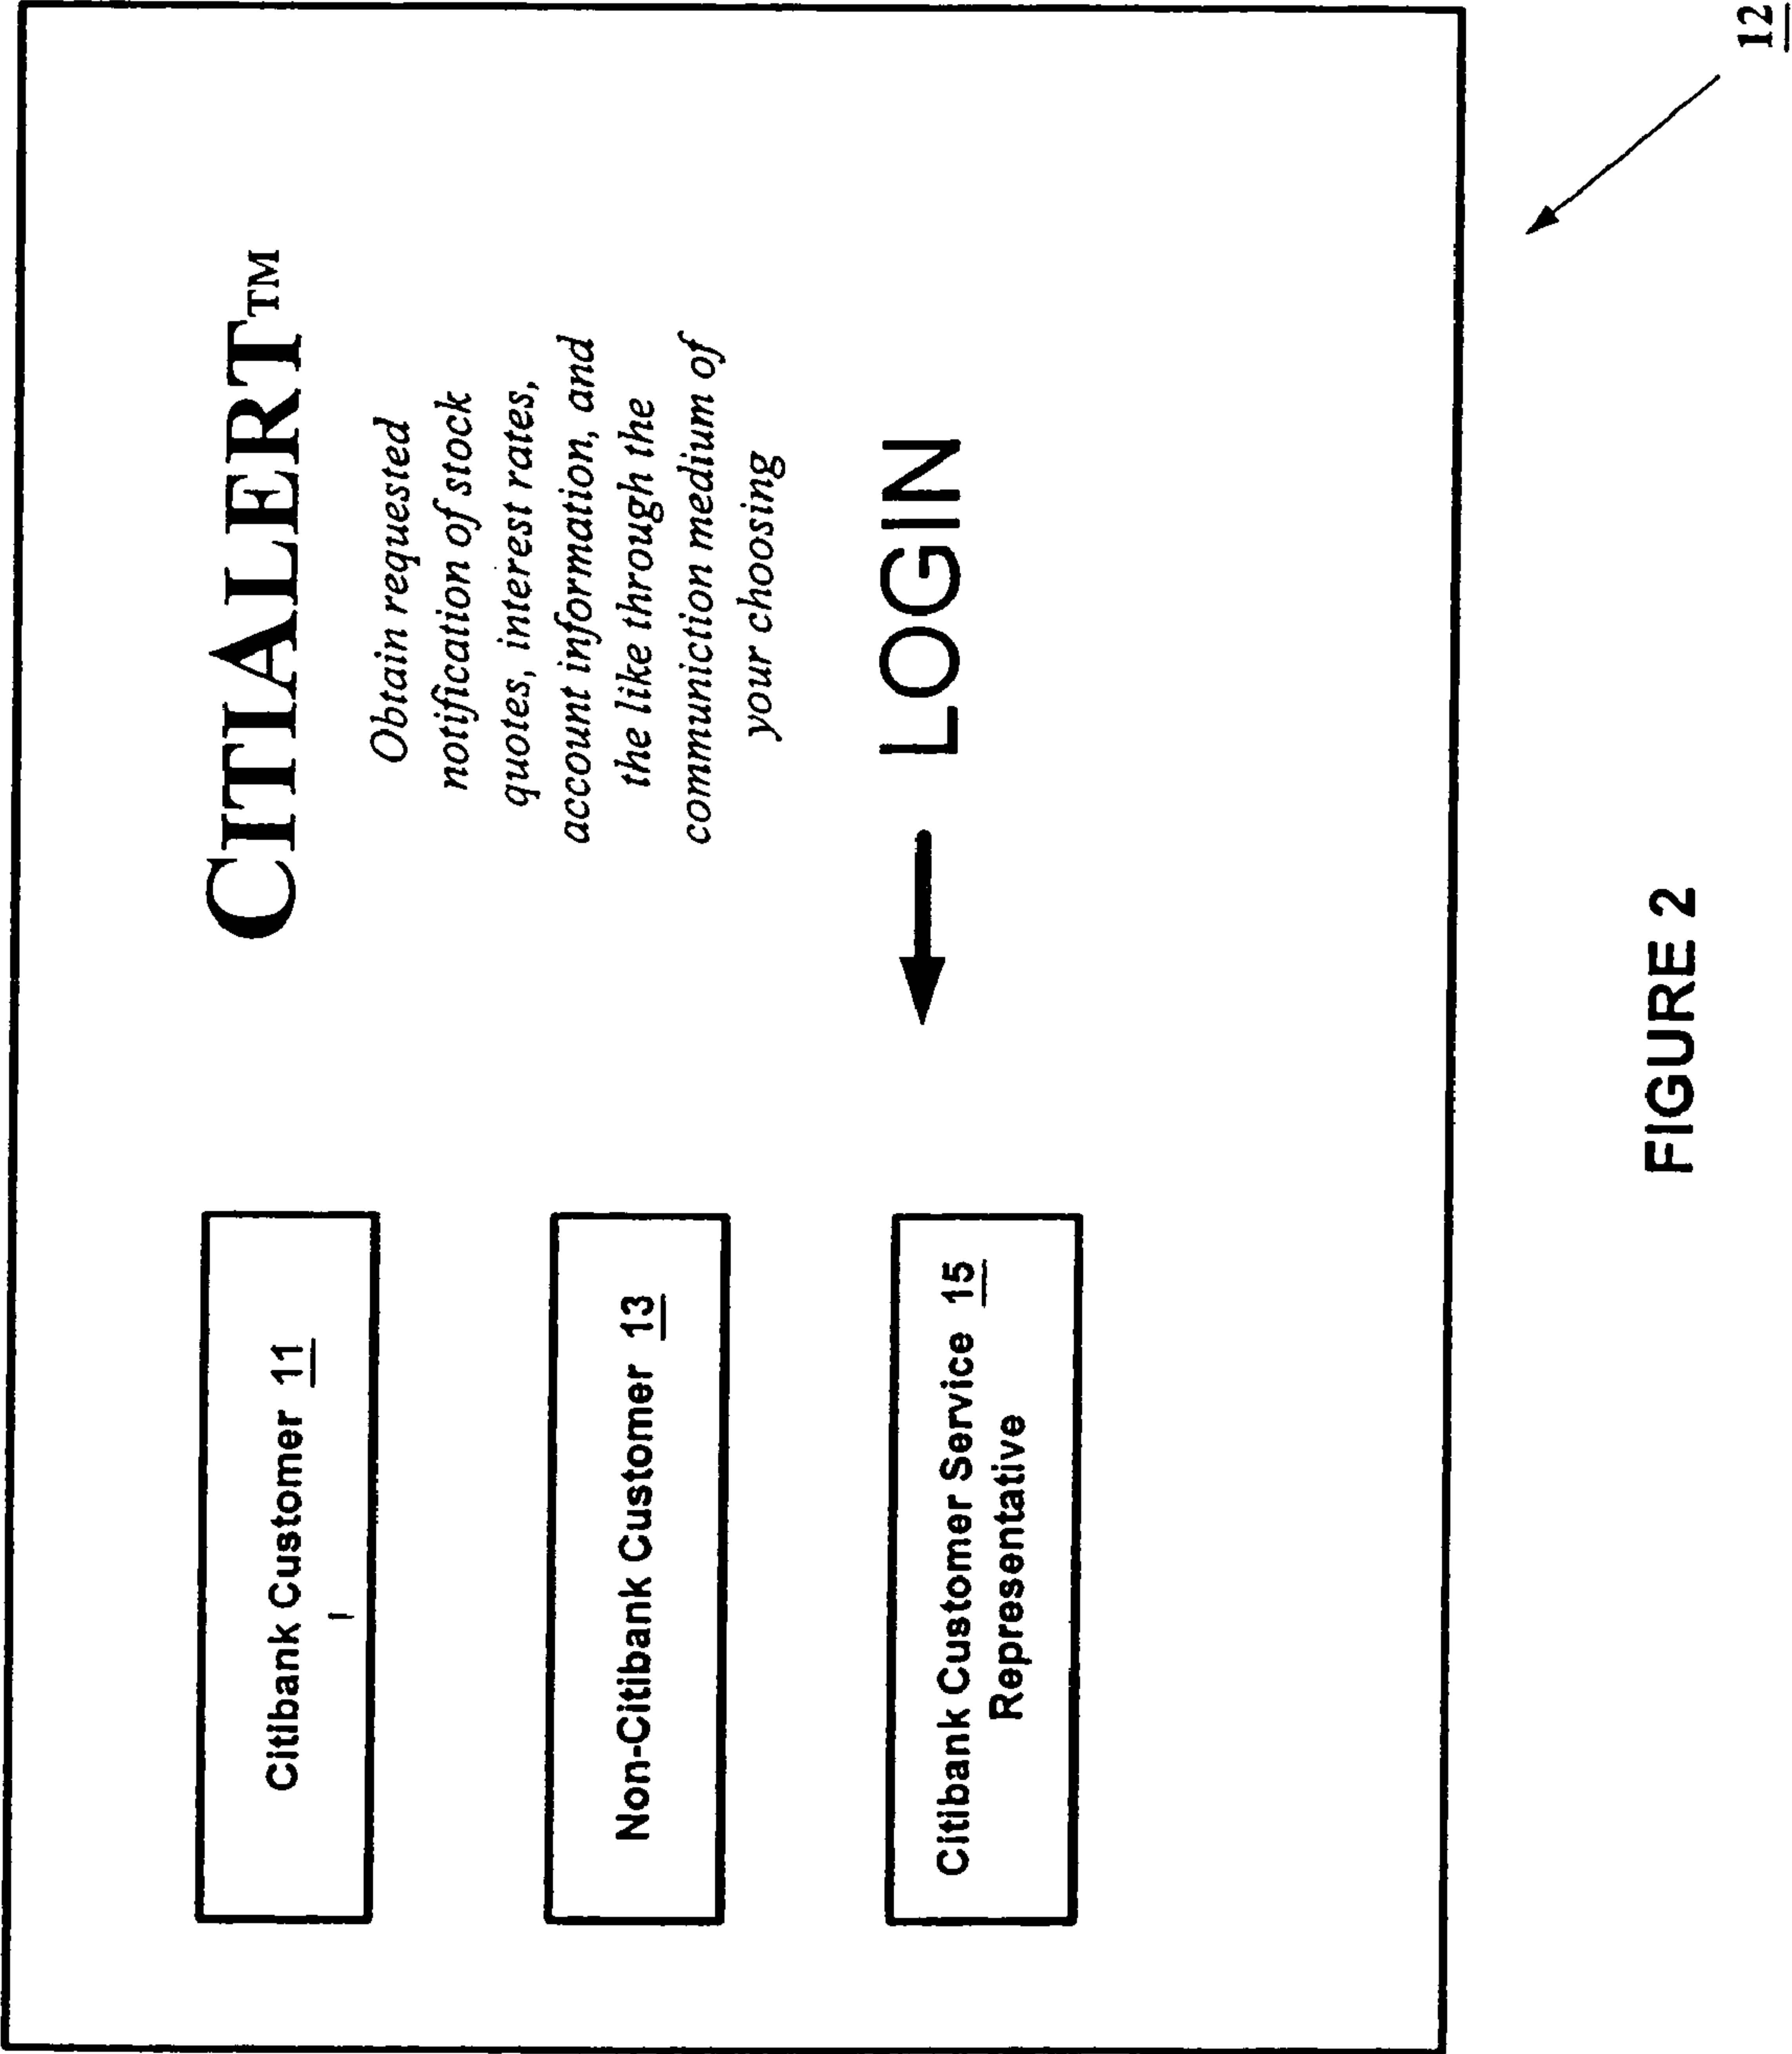 CITIALERT™
Obtain requested
notification of stock
quotes, interest rates,
account information, and
the like through the
communiction medium of
your choosing
LOGIN
Citibank Customer 11
Non-Citibank Customer 13
Citibank Customer Service 15
Representative
12
FIGURE 2